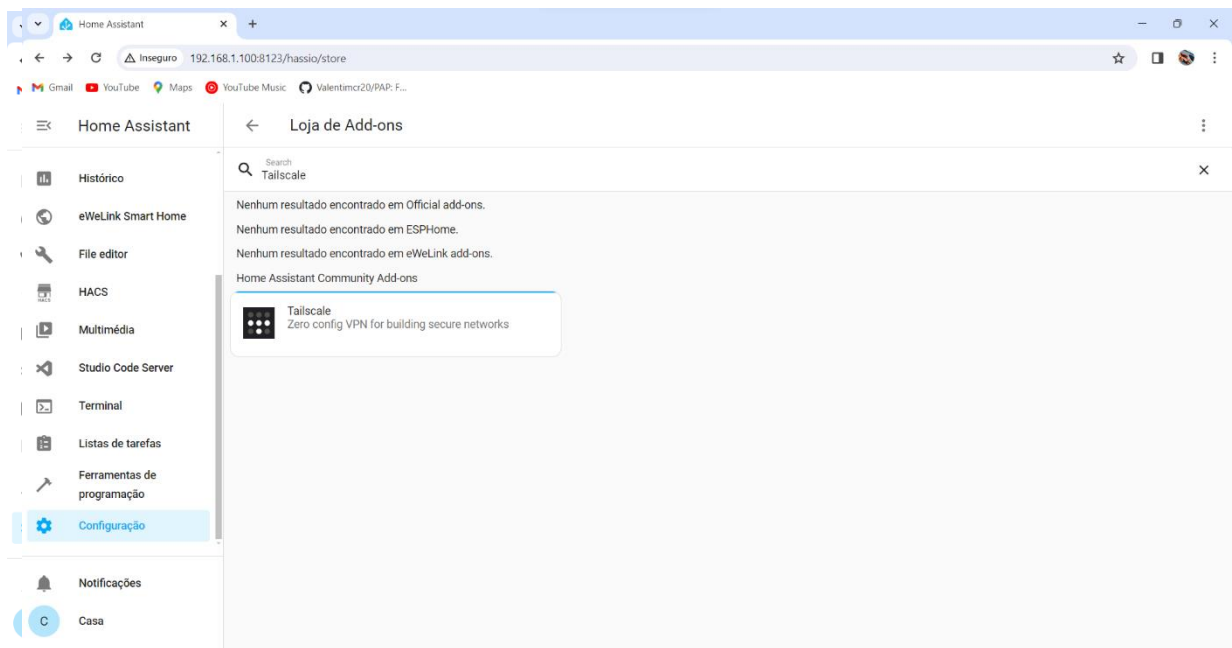 Home Assistant
Inseguro 192.168.1.100:8123/hassio/store
Gmail YouTube Maps YouTube Music Valentimcr20/PAP: F...
Home Assistant
Loja de Add-ons
Histórico
eWeLink Smart Home
File editor
HACS
HACS
Multimédia
Studio Code Server
Terminal
Listas de tarefas
Ferramentas de
programação
Configuração
Notificações
C Casa
Search
Tailscale
Nenhum resultado encontrado em Official add-ons.
Nenhum resultado encontrado em ESPHome.
Nenhum resultado encontrado em eWeLink add-ons.
Home Assistant Community Add-ons
Tailscale
Zero config VPN for building secure networks